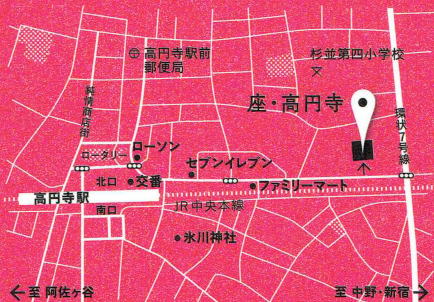 高円寺駅前
郵便局
杉並第四小学校
座・高円寺
純情商店街
環状7号線
ロータリー
ローソン
北口
交番
セブンイレブン
ファミリーマート
高円寺駅
南口
JR中央本線
氷川神社
←至 阿佐ヶ谷
至 中野・新宿→